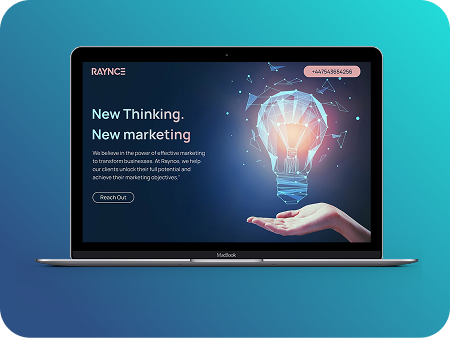 RAYNCE
+447543654256
New Thinking.
New marketing
We believe in the power of effective marketing
to transform businesses. At Raynce, we help
our clients unlock their full potential and
achieve their marketing objectives."
Reach Out
MacBook